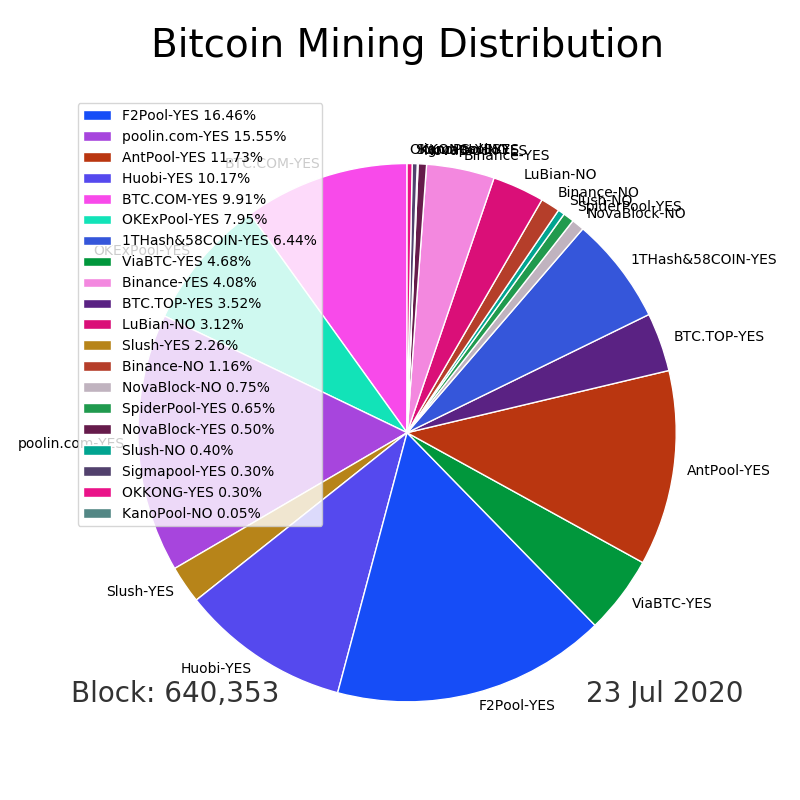 Bitcoin Mining Distribution
F2Pool-YES 16.46%
poolin.com-YES 15.55%
AntPool-YES 11.73%
Huobi-YES 10.17%
BTC.COM-YES 9.91%
OKExPool-YES 7.95%
1THash&58COIN-YES 6.44%
ViaBTC-YES 4.68%
Binance-YES 4.08%
BTC.TOP-YES 3.52%
LuBian-NO 3.12%
Slush-YES 2.26%
Binance-NO 1.16%
NovaBlock-NO 0.75%
SpiderPool-YES 0.65%
NovaBlock-YES 0.50%
Slush-NO 0.40%
Sigmapool-YES 0.30%
OKKONG-YES 0.30%
KanoPool-NO 0.05%
BTC.COM-YES
OKExPool-YES
poolin.com-YES
Slush-YES
Huobi-YES
F2Pool-YES
ViaBTC-YES
AntPool-YES
BTC.TOP-YES
1THash&58COIN-YES
NovaBlock-NO
SpiderPool-YES
Slush-NO
Binance-NO
LuBian-NO
Binance-YES
Block: 640,353
23 Jul 2020